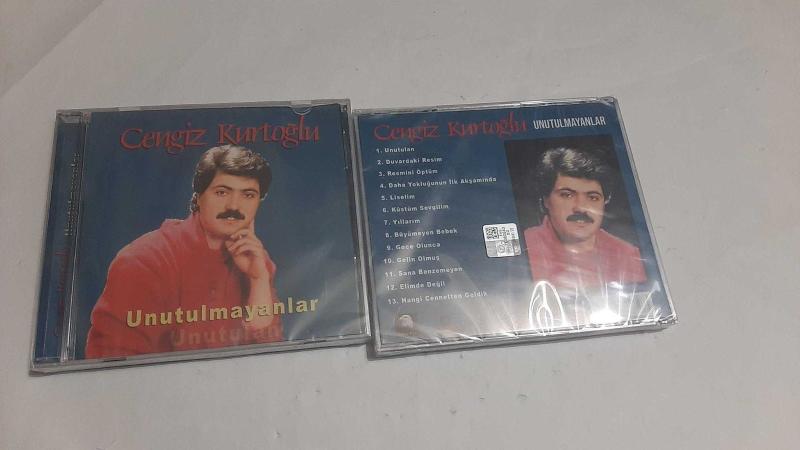 Cengiz Kurtoğlu
Unutulmayanlar
Unutulan
Cengiz Kurtoğlu UNUTULMAYANLAR
1. Unutulan
2. Duvardaki Resim
3. Resmini Öptüm
4. Daha Yokluğunun İlk Akşamında
5. Liselim
6. Küstüm Sevgilim
7. Yıllarım
8. Büyümeyen Bebek
9. Gece Olunca
10. Gelin Olmuş
11. Sana Benzemeyen
12. Elimde Değil
13. Hangi Cennetten Geldin